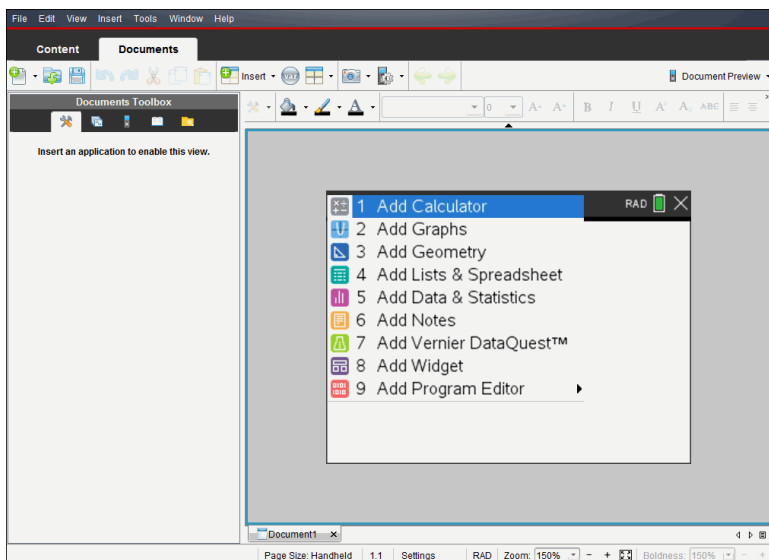 File Edit View Insert Tools Window Help
Content Documents
Insert VAR Document Preview
Documents Toolbox
0 A+ A- B I U ABC
Insert an application to enable this view.
RAD
1 Add Calculator
2 Add Graphs
3 Add Geometry
4 Add Lists & Spreadsheet
5 Add Data & Statistics
6 Add Notes
7 Add Vernier DataQuest™
8 Add Widget
9 Add Program Editor
Document1
Page Size: Handheld 1.1 Settings RAD Zoom: 150% - + Boldness: 150% - +